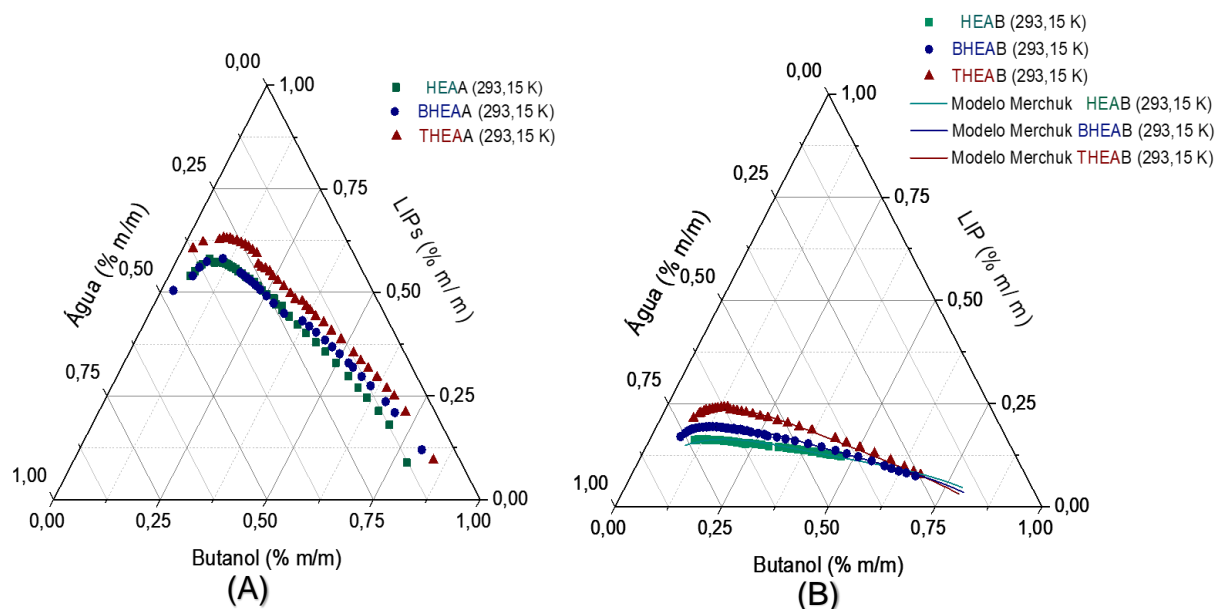 0,00
1,00
HEAA (293,15 K)
BHEAA (293,15 K)
THEAA (293,15 K)
0,25
0,75
Água (% m/m)
LIPs (% m/ m)
0,50
0,50
0,75
0,25
1,00
0,00
0,00
0,25
0,50
0,75
1,00
Butanol (% m/m)
(A)
HEAB (293,15 K)
BHEAB (293,15 K)
THEAB (293,15 K)
Modelo Merchuk HEAB (293,15 K)
Modelo Merchuk BHEAB (293,15 K)
Modelo Merchuk THEAB (293,15 K)
0,00
1,00
0,25
0,75
Água (% m/m)
LIP (% m/m)
0,50
0,50
0,75
0,25
1,00
0,00
0,00
0,25
0,50
0,75
1,00
Butanol (% m/m)
(B)